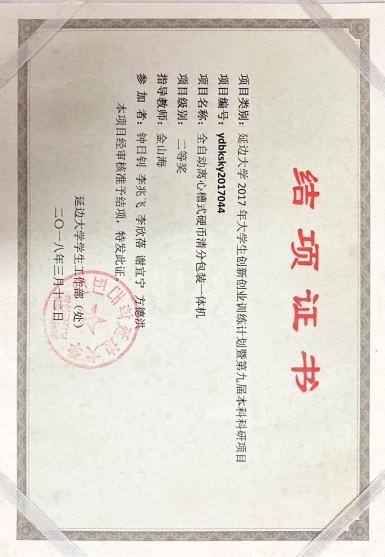 结项证书
项目类别：延边大学 2017 年大学生创新创业训练计划暨第九届本科科研项目
项目编号：ydbksky2017044
项目名称：全自动离心槽式硬币清分包装一体机
项目级别：二等奖
指导教师：金山海
参 加 者：钟日钊 李兆飞 李欣蓓 谢宜宁 方德洪
本项目经审核准予结项，特发此证。
延边大学学生工作部（处）
二〇一八年三月十三日